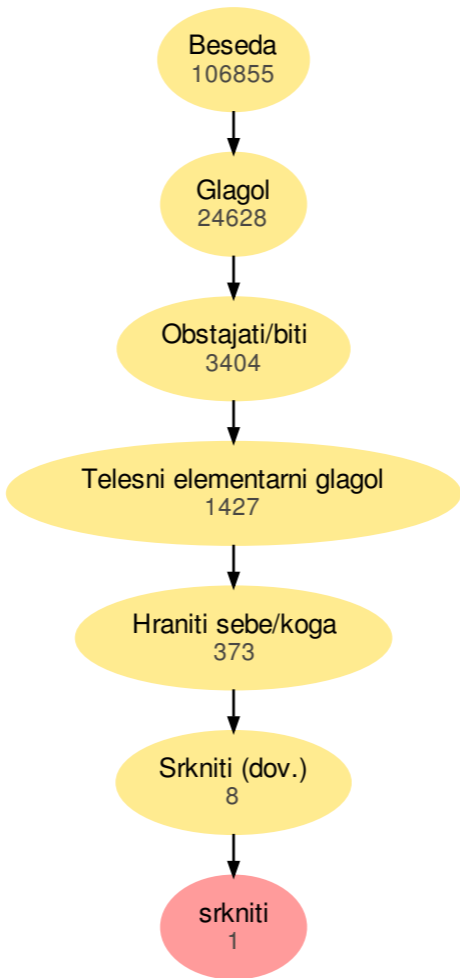 Beseda
106855
Glagol
24628
Obstajati/biti
3404
Telesni elementarni glagol
1427
Hraniti sebe/koga
373
Srkniti (dov.)
8
srkniti
1